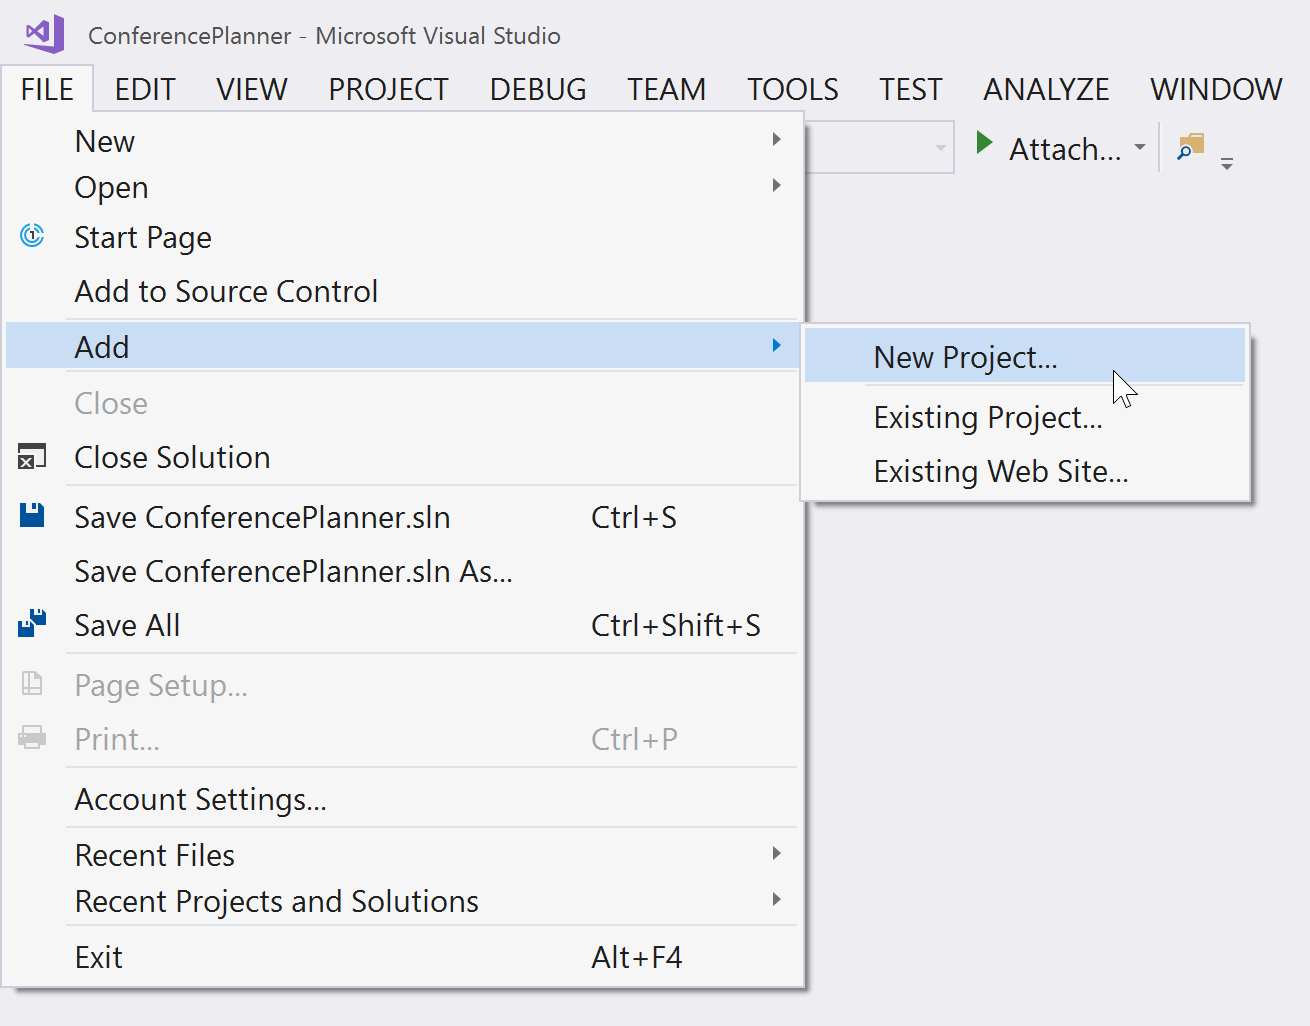 ConferencePlanner - Microsoft Visual Studio
FILE EDIT VIEW PROJECT DEBUG TEAM TOOLS TEST ANALYZE WINDOW
Attach...
New
Open
1 Start Page
Add to Source Control
Add
New Project...
Existing Project...
Existing Web Site...
Close
Close Solution
Save ConferencePlanner.sln Ctrl+S
Save ConferencePlanner.sln As...
Save All Ctrl+Shift+S
Page Setup...
Print... Ctrl+P
Account Settings...
Recent Files
Recent Projects and Solutions
Exit Alt+F4